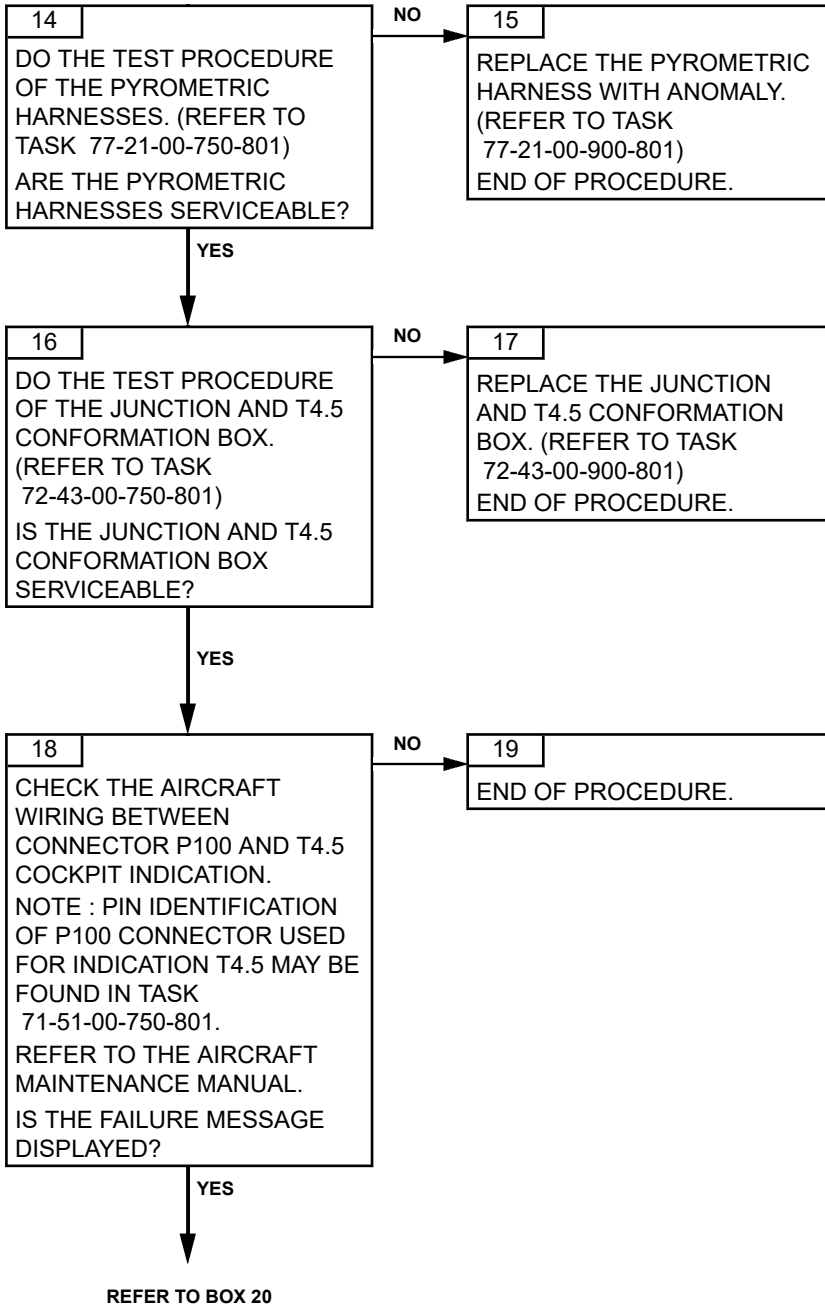 14
DO THE TEST PROCEDURE
OF THE PYROMETRIC
HARNESSES. (REFER TO
TASK 77-21-00-750-801)
ARE THE PYROMETRIC
HARNESSES SERVICEABLE?
NO
15
REPLACE THE PYROMETRIC
HARNESS WITH ANOMALY.
(REFER TO TASK
77-21-00-900-801)
END OF PROCEDURE.
YES
16
DO THE TEST PROCEDURE
OF THE JUNCTION AND T4.5
CONFORMATION BOX.
(REFER TO TASK
72-43-00-750-801)
IS THE JUNCTION AND T4.5
CONFORMATION BOX
SERVICEABLE?
NO
17
REPLACE THE JUNCTION
AND T4.5 CONFORMATION
BOX. (REFER TO TASK
72-43-00-900-801)
END OF PROCEDURE.
YES
18
CHECK THE AIRCRAFT
WIRING BETWEEN
CONNECTOR P100 AND T4.5
COCKPIT INDICATION.
NOTE : PIN IDENTIFICATION
OF P100 CONNECTOR USED
FOR INDICATION T4.5 MAY BE
FOUND IN TASK
71-51-00-750-801.
REFER TO THE AIRCRAFT
MAINTENANCE MANUAL.
IS THE FAILURE MESSAGE
DISPLAYED?
NO
19
END OF PROCEDURE.
YES
REFER TO BOX 20